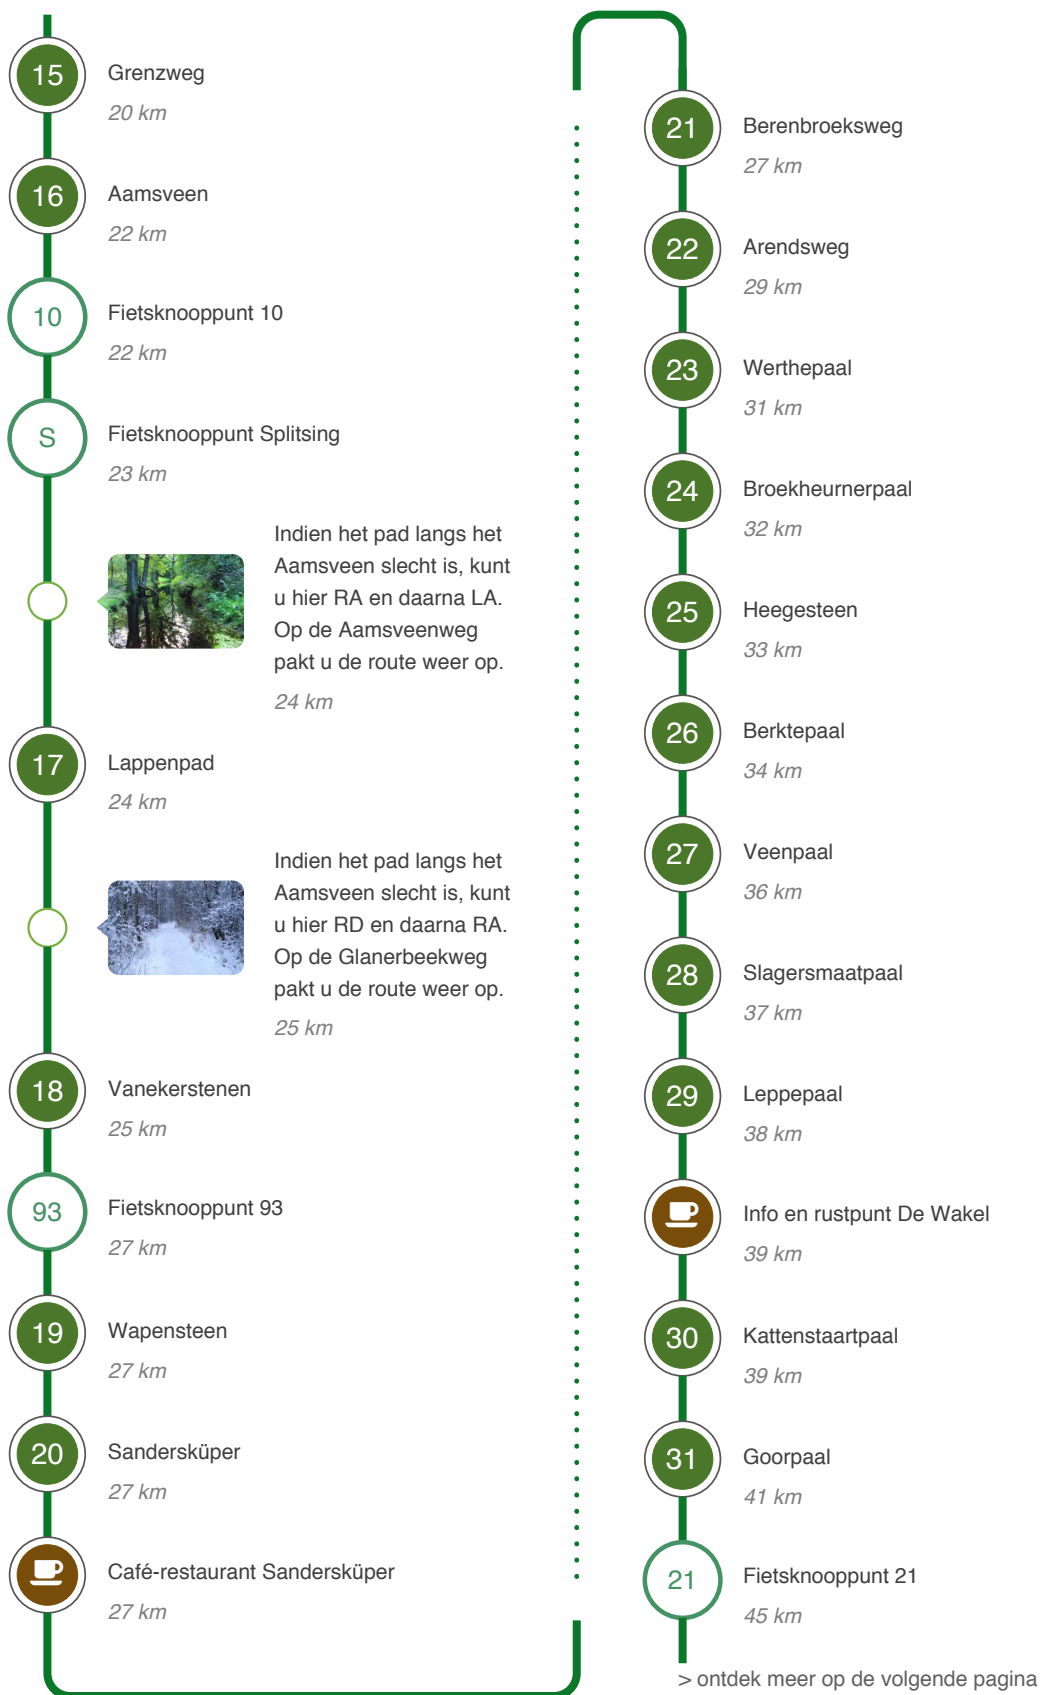 15
Grenzweg
20 km
16
Aamsveen
22 km
10
Fietsknooppunt 10
22 km
S
Fietsknooppunt Splitsing
23 km
Indien het pad langs het
Aamsveen slecht is, kunt
u hier RA en daarna LA.
Op de Aamsveenweg
pakt u de route weer op.
24 km
17
Lappenpad
24 km
Indien het pad langs het
Aamsveen slecht is, kunt
u hier RD en daarna RA.
Op de Glanerbeekweg
pakt u de route weer op.
25 km
18
Vanekerstenen
25 km
93
Fietsknooppunt 93
27 km
19
Wapensteen
27 km
20
Sandersküper
27 km
Café-restaurant Sandersküper
27 km
21
Berenbroeksweg
27 km
22
Arendsweg
29 km
23
Werthepaal
31 km
24
Broekheurnerpaal
32 km
25
Heegesteen
33 km
26
Berktepaal
34 km
27
Veenpaal
36 km
28
Slagersmaatpaal
37 km
29
Leppepaal
38 km
Info en rustpunt De Wakel
39 km
30
Kattenstaartpaal
39 km
31
Goorpaal
41 km
21
Fietsknooppunt 21
45 km
> ontdek meer op de volgende pagina